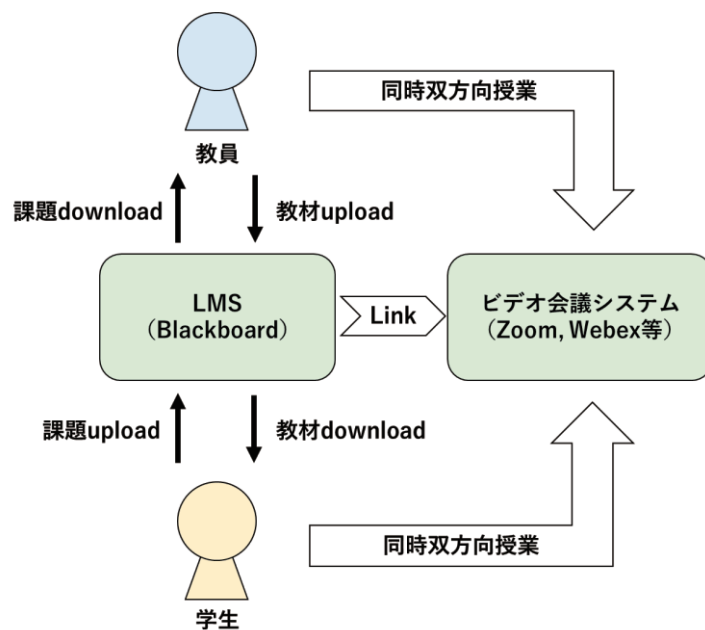 同時双方向授業
教員
課題download
教材upload
LMS
（Blackboard）
Link
ビデオ会議システム
（Zoom, Webex等）
課題upload
教材download
同時双方向授業
学生